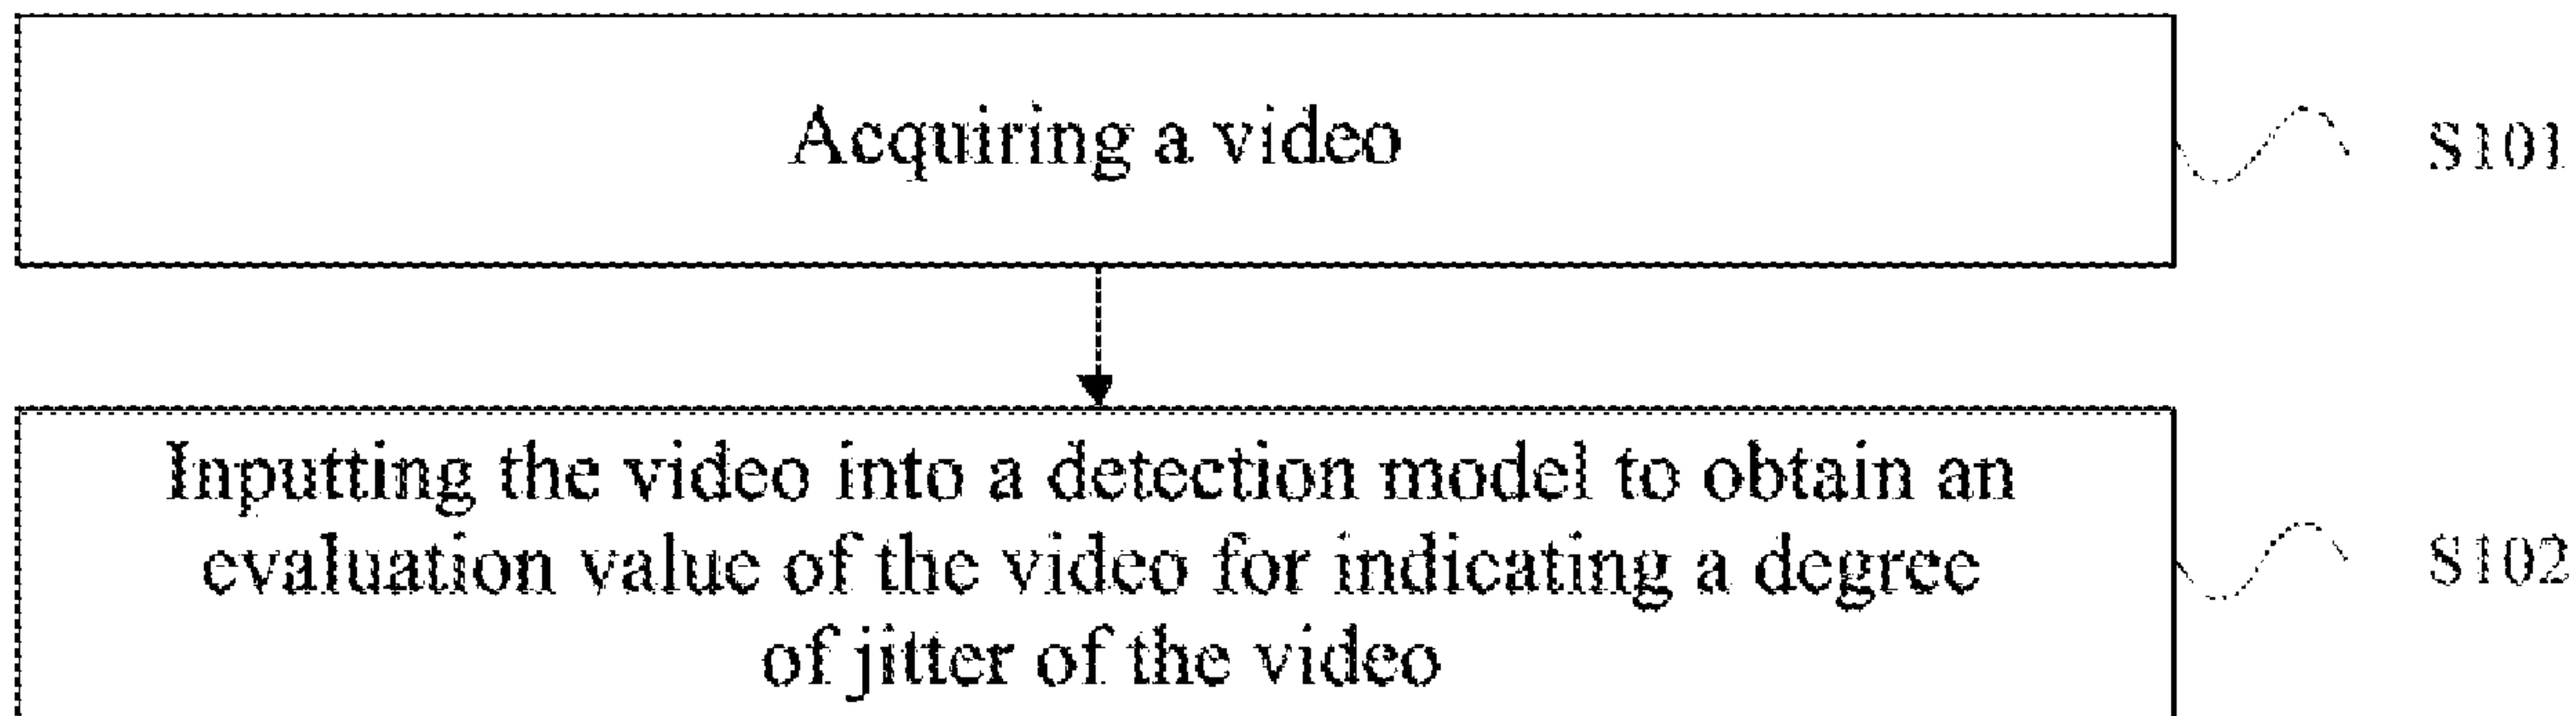 Acquiring a video
S101
Inputting the video into a detection model to obtain an
evaluation value of the video for indicating a degree
S102
of jitter of the video